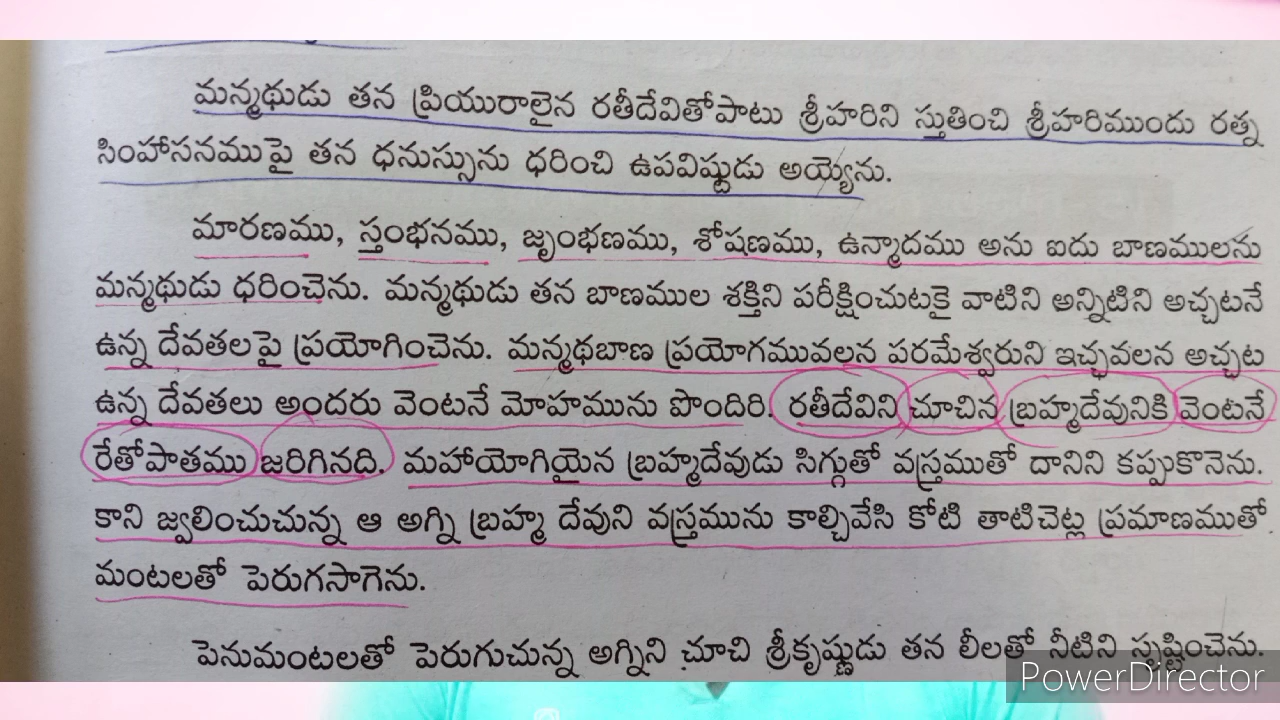 మన్మథుడు తన ప్రియురాలైన రతీదేవితోపాటు శ్రీహరిని స్తుతించి శ్రీహరిముందు రత్న
సింహాసనముపై తన ధనుస్సును ధరించి ఉపవిష్టుడు అయ్యెను.
మారణము, స్తంభనము, జృంభణము, శోషణము, ఉన్మాదము అను ఐదు బాణములను
మన్మథుడు ధరించెను. మన్మథుడు తన బాణముల శక్తిని పరీక్షించుటకై వాటిని అన్నిటిని అచ్చటనే
ఉన్న దేవతలపై ప్రయోగించెను. మన్మథబాణ ప్రయోగమువలన పరమేశ్వరుని ఇచ్ఛవలన అచ్చట
ఉన్న దేవతలు అందరు వెంటనే మోహమును పొందిరి. రతీదేవిని చూచిన బ్రహ్మదేవునికి వెంటనే
రేతోపాతము జరిగినది. మహాయోగియైన బ్రహ్మదేవుడు సిగ్గుతో వస్త్రముతో దానిని కప్పుకొనెను.
కాని జ్వలించుచున్న ఆ అగ్ని బ్రహ్మ దేవుని వస్త్రమును కాల్చివేసి కోటి తాటిచెట్ల ప్రమాణముతో
మంటలతో పెరుగసాగెను.
పెనుమంటలతో పెరుగుచున్న అగ్నిని చూచి శ్రీకృష్ణుడు తన లీలతో నీటిని సృష్టించెను.
PowerDirector